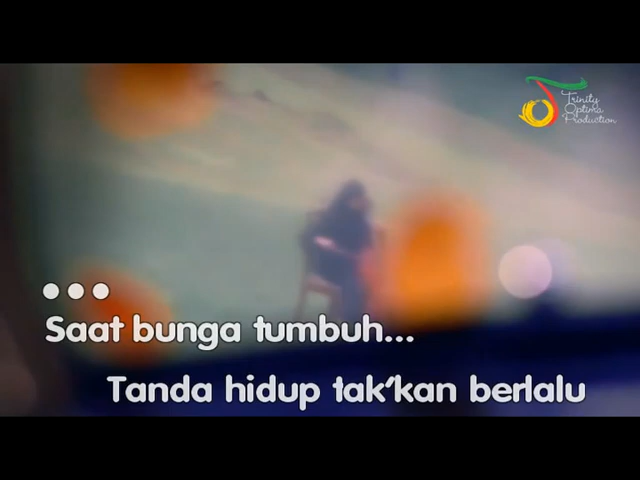 Trinity
Optima
Production
Saat bunga tumbuh...
Tanda hidup tak'kan berlalu